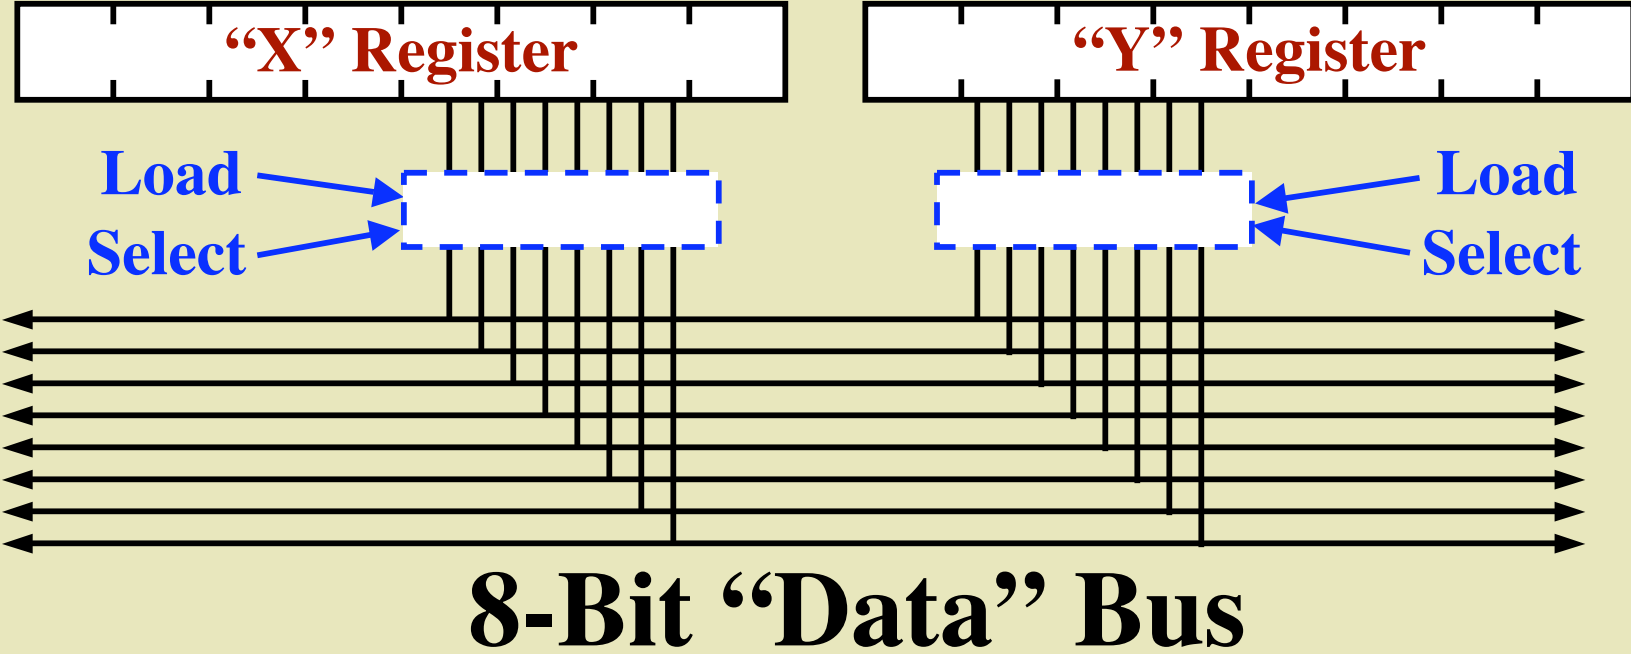 “X” Register
“Y” Register
Load
Select
Load
Select
8-Bit “Data” Bus